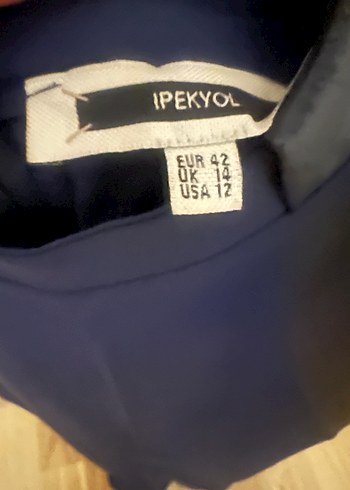 IPEKYOL
EUR 42
UK 14
USA 12